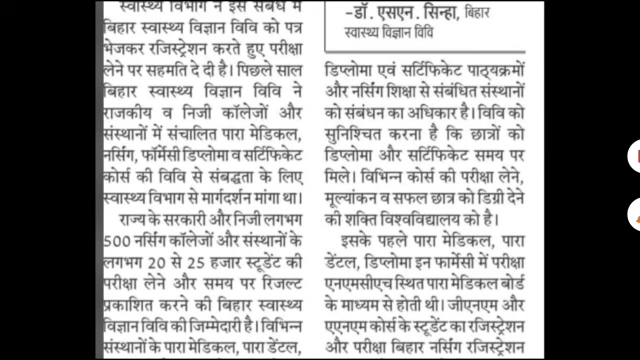 स्वास्थ्य विभाग ने इस संबंध में
बिहार स्वास्थ्य विज्ञान विवि को पत्र
भेजकर रजिस्ट्रेशन करते हुए परीक्षा
लेने पर सहमति दे दी है। पिछले साल
बिहार स्वास्थ्य विज्ञान विवि ने
राजकीय व निजी कॉलेजों और
संस्थानों में संचालित पारा मेडिकल,
नर्सिंग, फॉर्मेसी डिप्लोमा व सर्टिफिकेट
कोर्स की विवि से संबद्धता के लिए
स्वास्थ्य विभाग से मार्गदर्शन मांगा था।
राज्य के सरकारी और निजी लगभग
500 नर्सिंग कॉलेजों और संस्थानों के
लगभग 20 से 25 हजार स्टूडेंट की
परीक्षा लेने और समय पर रिजल्ट
प्रकाशित करने की बिहार स्वास्थ्य
विज्ञान विवि की जिम्मेदारी है। विभिन्न
संस्थानों के पारा मेडिकल, पारा डेंटल,
-डॉ. एसएन. सिन्हा, बिहार
स्वास्थ्य विज्ञान विवि
डिप्लोमा एवं सर्टिफिकेट पाठ्यक्रमों
और नर्सिंग शिक्षा से संबंधित संस्थानों
को संबंधन का अधिकार है। विवि को
सुनिश्चित करना है कि छात्रों को
डिप्लोमा और सर्टिफिकेट समय पर
मिले। विभिन्न कोर्स की परीक्षा लेने,
मूल्यांकन व सफल छात्र को डिग्री देने
की शक्ति विश्वविद्यालय को है।
इसके पहले पारा मेडिकल, पारा
डेंटल, डिप्लोमा इन फार्मेसी में परीक्षा
एनएमसीएच स्थित पारा मेडिकल बोर्ड
के माध्यम से होती थी। जीएनएम और
एएनएम कोर्स के स्टूडेंट का रजिस्ट्रेशन
और परीक्षा बिहार नर्सिंग रजिस्ट्रेशन